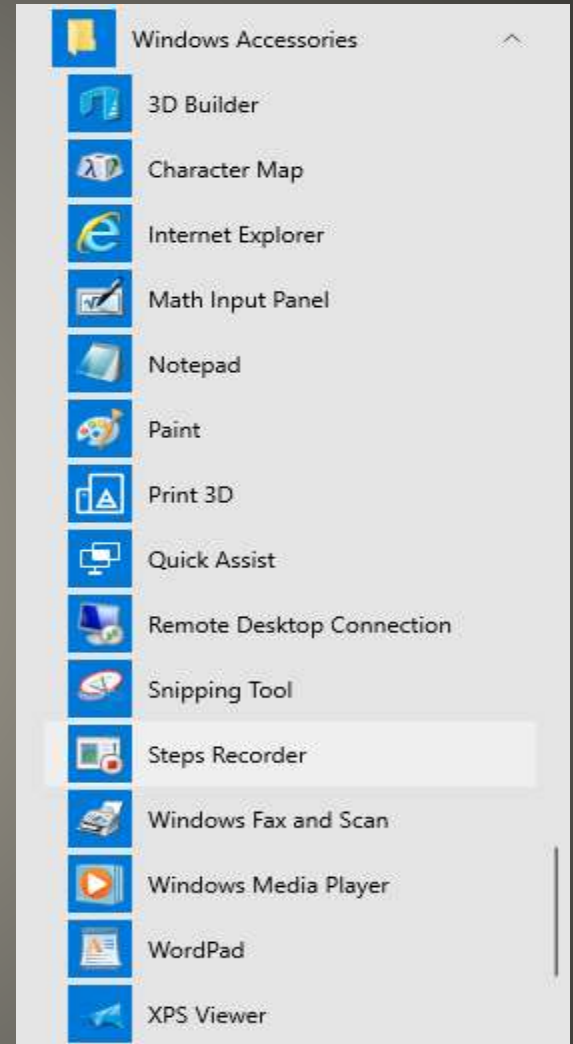 Windows Accessories
3D Builder
Character Map
Internet Explorer
Math Input Panel
Notepad
Paint
Print 3D
Quick Assist
Remote Desktop Connection
Snipping Tool
Steps Recorder
Windows Fax and Scan
Windows Media Player
WordPad
XPS Viewer